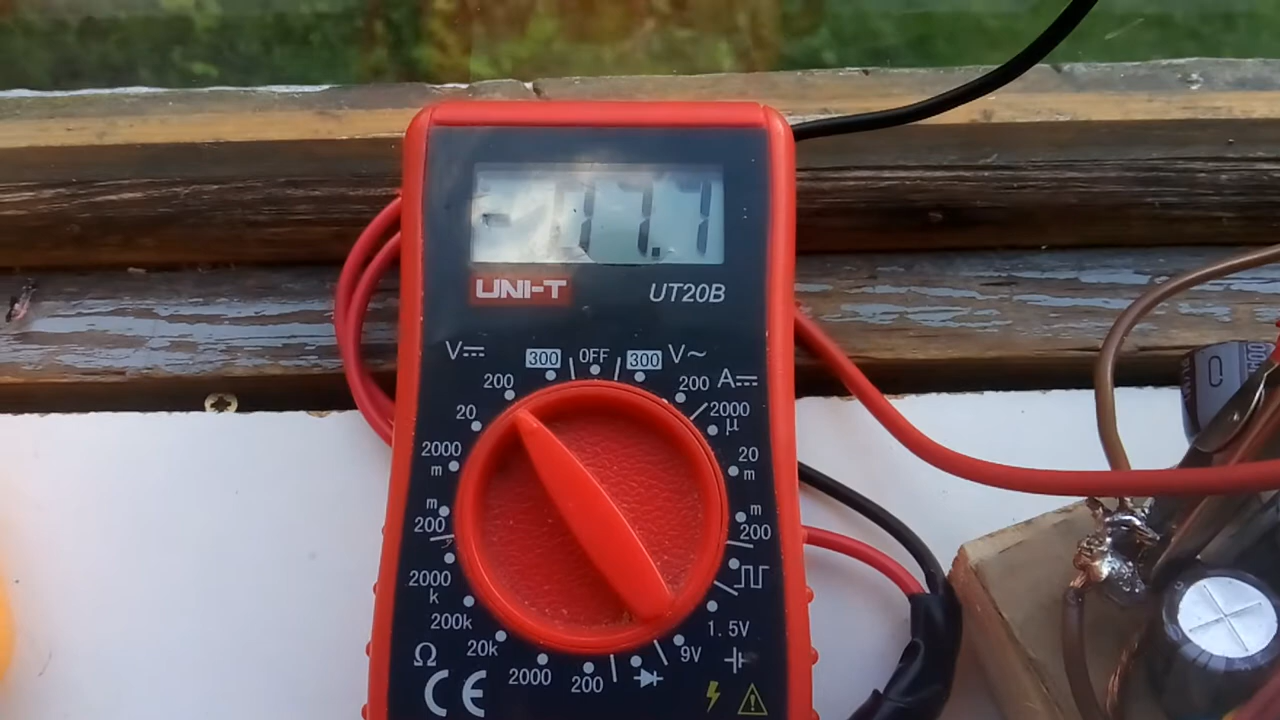 UNI-T UT20B
V⎓ 300 OFF 300 V~
200 200 A⎓
20 2000
μ
2000
m
20
m
m
200
m
200
2000
k
200k
20k
2000
200
1.5V
9V
Ω
CE